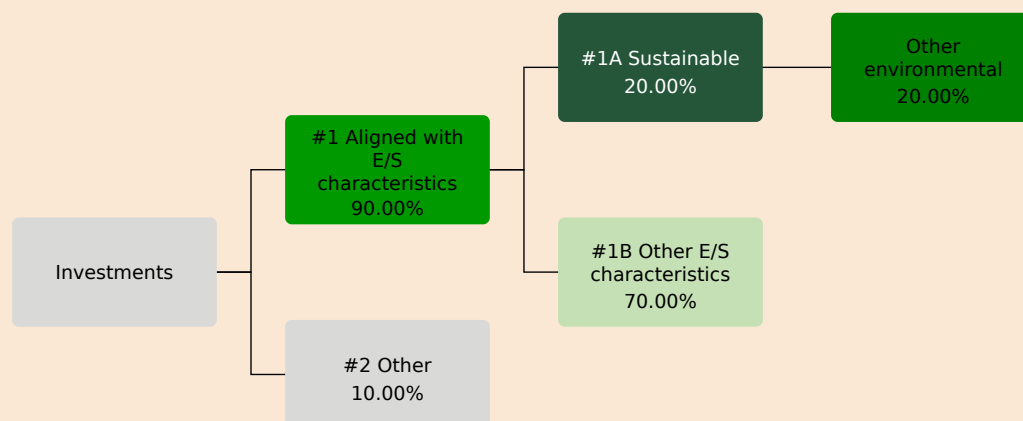 #1A Sustainable
20.00%
Other
environmental
20.00%
#1 Aligned with
E/S
characteristics
90.00%
Investments
#1B Other E/S
characteristics
70.00%
#2 Other
10.00%